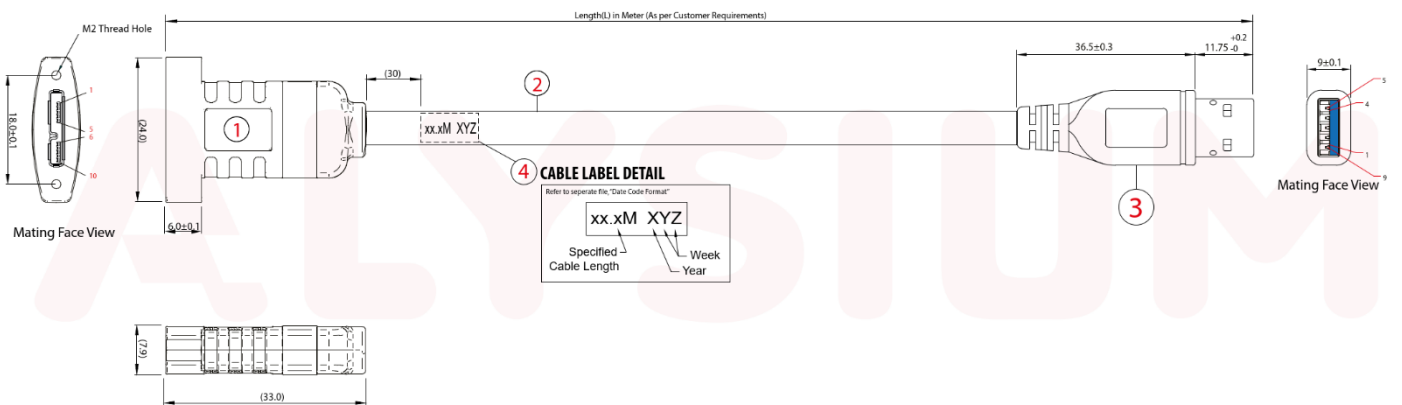 Length(L) in Meter (As per Customer Requirements)
M2 Thread Hole
18.0±0.1
1
5
6
10
Mating Face View
(24.0)
6.0±0.1
1
(30)
xx.xM XYZ
2
4
CABLE LABEL DETAIL
Refer to seperate file,"Date Code Format"
xx.xM XYZ
Specified
Cable Length
Week
Year
36.5±0.3
11.75 +0.2 -0
3
9±0.1
5
4
1
9
Mating Face View
ALYSIUM
(7.9)
(33.0)